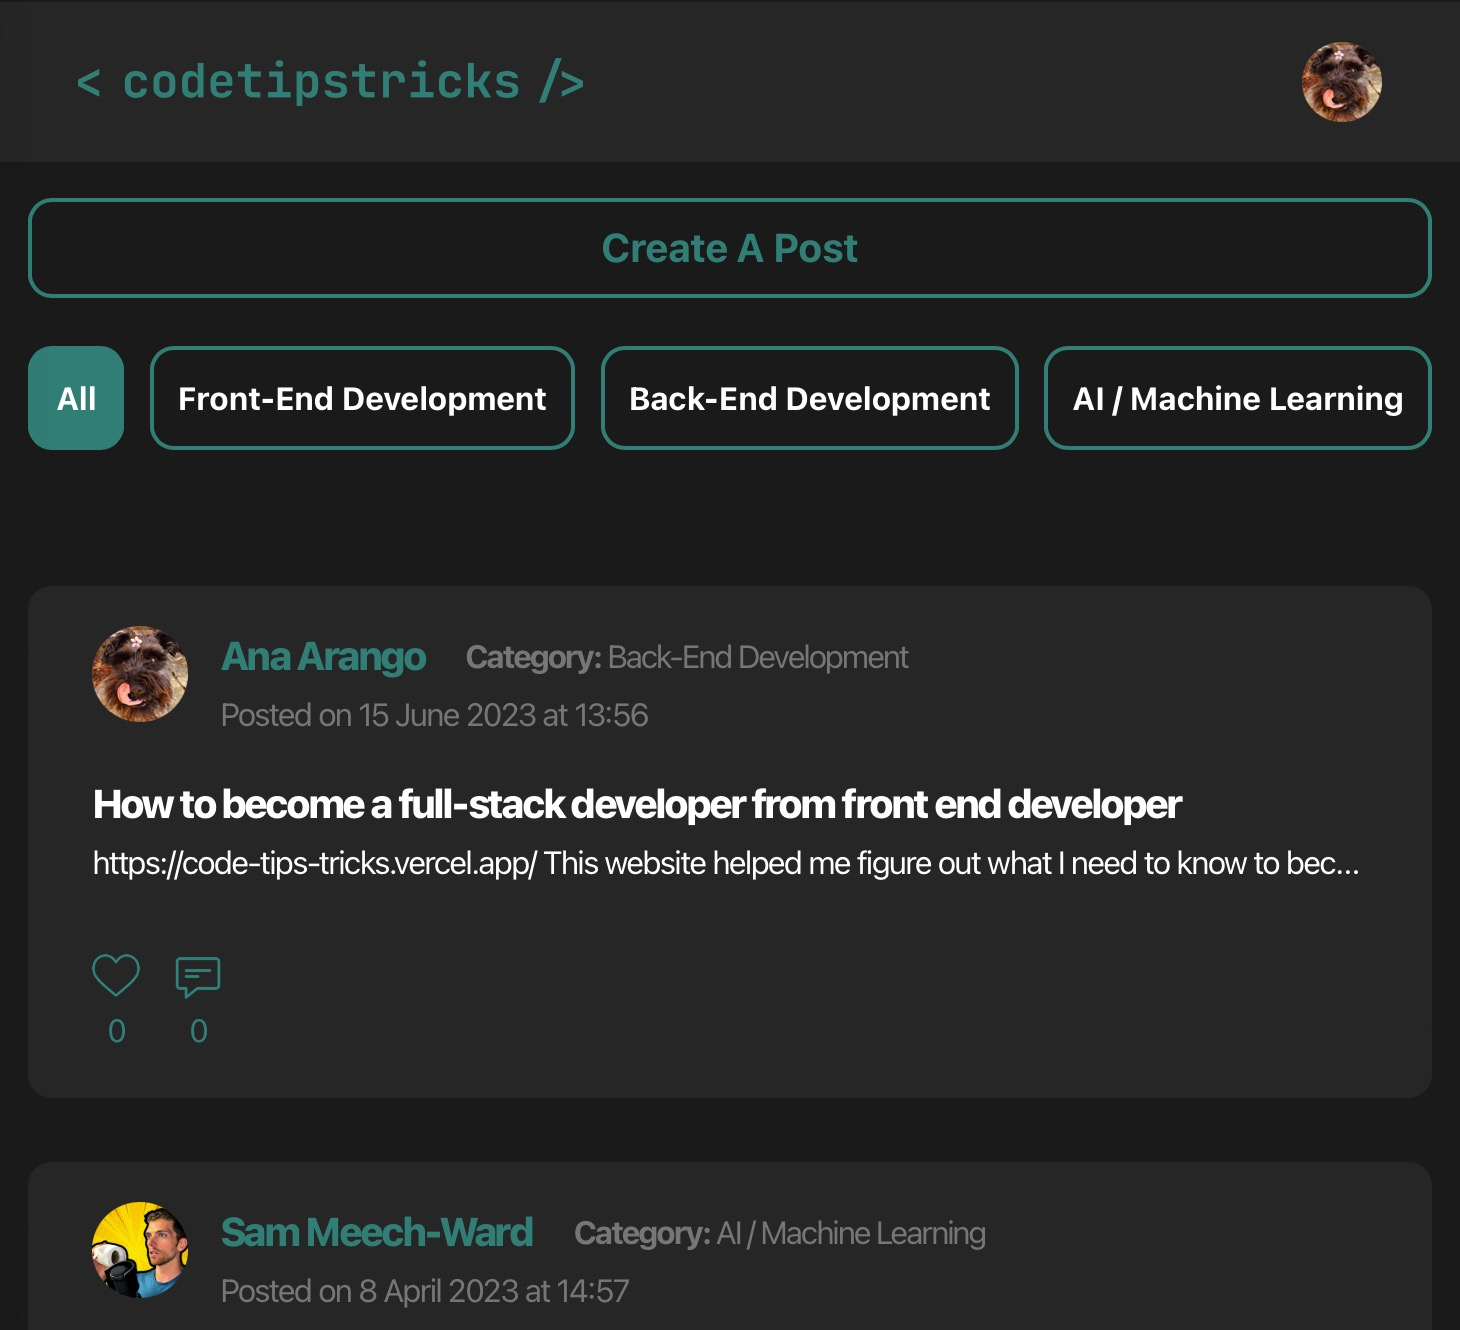 < codetipstricks />
Create A Post
All
Front-End Development
Back-End Development
AI / Machine Learning
Ana Arango Category: Back-End Development
Posted on 15 June 2023 at 13:56
How to become a full-stack developer from front end developer
https://code-tips-tricks.vercel.app/ This website helped me figure out what I need to know to bec...
0 0
Sam Meech-Ward Category: AI / Machine Learning
Posted on 8 April 2023 at 14:57